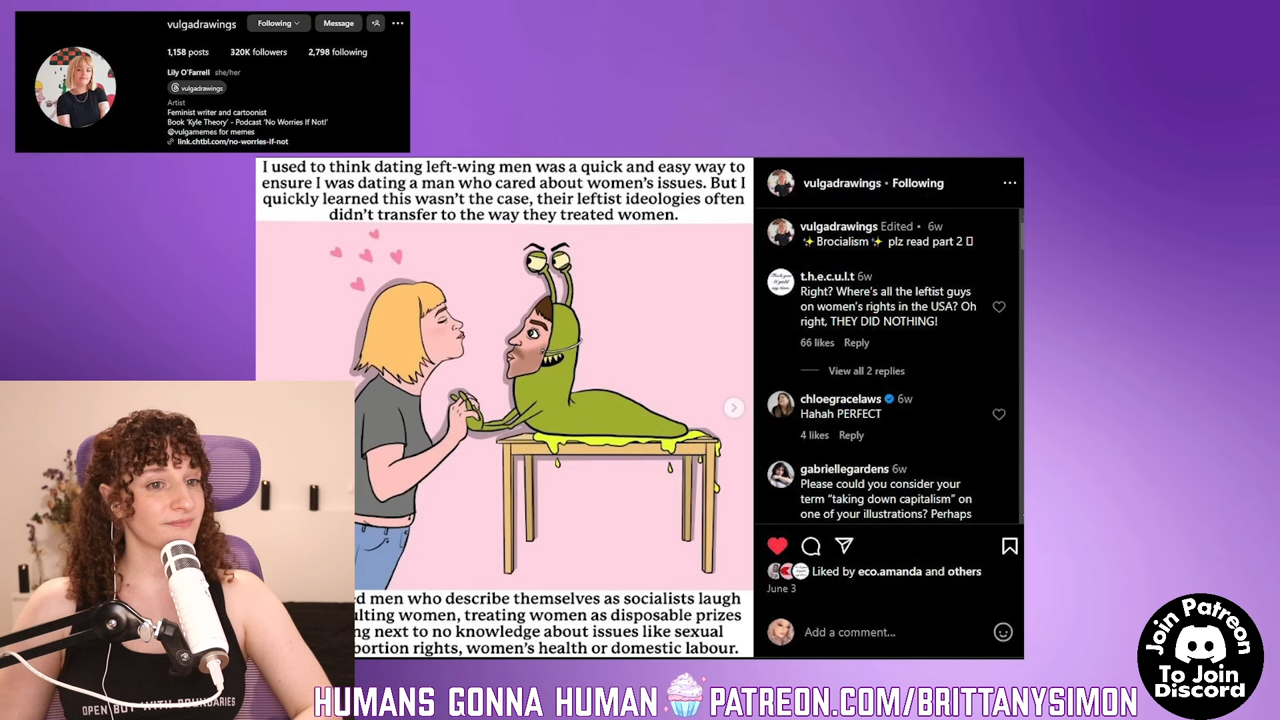 vulgadrawings
Following
Message
1,158 posts
320K followers
2,798 following
Lily O'Farrell she/her
vulgadrawings
Artist
Feminist writer and cartoonist
Book 'Kyle Theory' - Podcast 'No Worries If Not!'
@vulgamemes for memes
link.chtbl.com/no-worries-if-not
I used to think dating left-wing men was a quick and easy way to
ensure I was dating a man who cared about women's issues. But I
quickly learned this wasn't the case, their leftist ideologies often
didn't transfer to the way they treated women.
d men who describe themselves as socialists laugh
ulting women, treating women as disposable prizes
ng next to no knowledge about issues like sexual
ortion rights, women's health or domestic labour.
vulgadrawings • Following
vulgadrawings Edited • 6w
✨ Brocialism ✨ plz read part 2
t.h.e.c.u.l.t 6w
Right? Where's all the leftist guys
on women's rights in the USA? Oh
right, THEY DID NOTHING!
66 likes Reply
View all 2 replies
chloegracelaws 6w
Hahah PERFECT
4 likes Reply
gabriellegardens 6w
Please could you consider your
term "taking down capitalism" on
one of your illustrations? Perhaps
Liked by eco.amanda and others
June 3
Add a comment...
OPEN BUT WITH BOUNDARIES
HUMANS GONNA HUMAN PATREON.COM/BRITTANYSIMON
Join Patreon
To Join
Discord